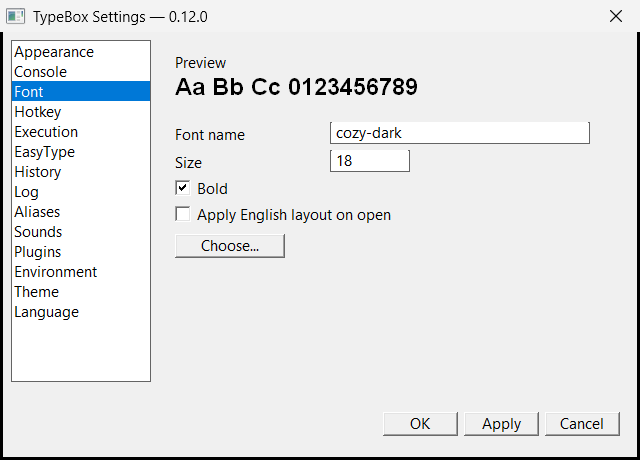 TypeBox Settings — 0.12.0
Appearance
Console
Font
Hotkey
Execution
EasyType
History
Log
Aliases
Sounds
Plugins
Environment
Theme
Language
Preview
Aa Bb Cc 0123456789
Font name cozy-dark
Size 18
Bold
Apply English layout on open
Choose...
OK Apply Cancel